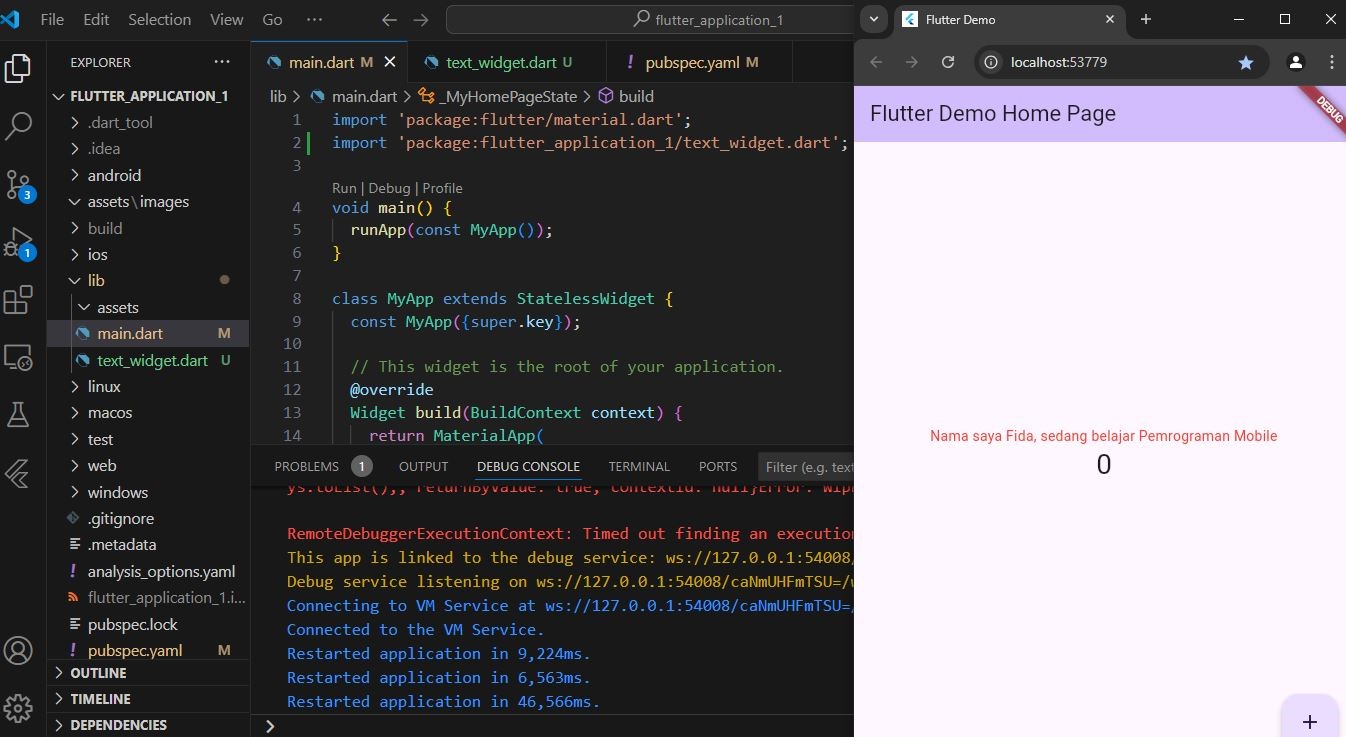 File Edit Selection View Go ···
flutter_application_1
EXPLORER ···
FLUTTER_APPLICATION_1
.dart_tool
.idea
android
assets\images
build
ios
lib
assets
main.dart M
text_widget.dart U
linux
macos
test
web
windows
.gitignore
.metadata
analysis_options.yaml
flutter_application_1.i...
pubspec.lock
pubspec.yaml M
OUTLINE
TIMELINE
DEPENDENCIES
3
1
main.dart M
text_widget.dart U
pubspec.yaml M
lib > main.dart > _MyHomePageState > build
1 import 'package:flutter/material.dart';
2 import 'package:flutter_application_1/text_widget.dart';
3
Run | Debug | Profile
4 void main() {
5 runApp(const MyApp());
6 }
7
8 class MyApp extends StatelessWidget {
9 const MyApp({super.key});
10
11 // This widget is the root of your application.
12 @override
13 Widget build(BuildContext context) {
14 return MaterialApp(
PROBLEMS 1 OUTPUT DEBUG CONSOLE TERMINAL PORTS Filter (e.g. text
RemoteDebuggerExecutionContext: Timed out finding an execution
This app is linked to the debug service: ws://127.0.0.1:54008/
Debug service listening on ws://127.0.0.1:54008/caNmUHFmTSU=/w
Connecting to VM Service at ws://127.0.0.1:54008/caNmUHFmTSU=/
Connected to the VM Service.
Restarted application in 9,224ms.
Restarted application in 6,563ms.
Restarted application in 46,566ms.
Flutter Demo
localhost:53779
Flutter Demo Home Page
DEBUG
Nama saya Fida, sedang belajar Pemrograman Mobile
0